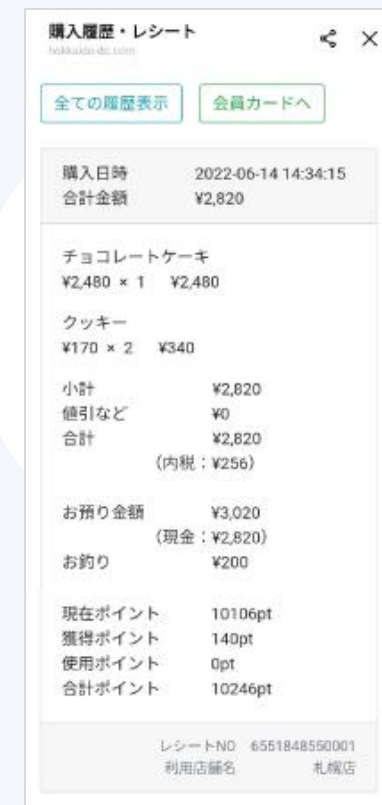 購入履歴・レシート
hokkaido-dc.com
全ての履歴表示
会員カードへ
購入日時 2022-06-14 14:34:15
合計金額 ¥2,820
チョコレートケーキ
¥2,480 × 1 ¥2,480
クッキー
¥170 × 2 ¥340
小計 ¥2,820
値引など ¥0
合計 ¥2,820
(内税：¥256)
お預り金額 ¥3,020
(現金：¥2,820)
お釣り ¥200
現在ポイント 10106pt
獲得ポイント 140pt
使用ポイント 0pt
合計ポイント 10246pt
レシートNO 6551848550001
利用店舗名 札幌店